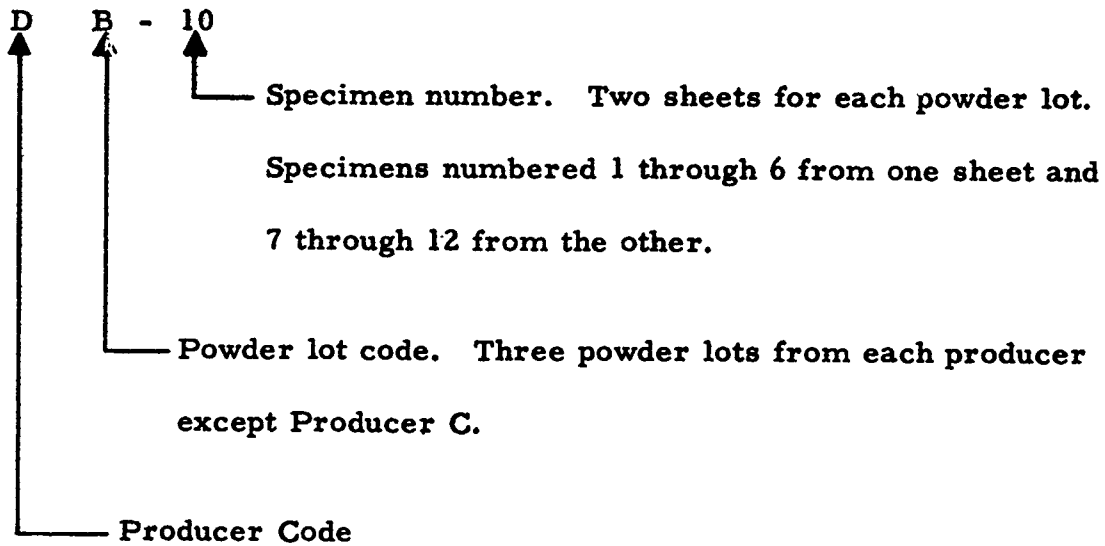 D B - 10
Specimen number. Two sheets for each powder lot.
Specimens numbered 1 through 6 from one sheet and
7 through 12 from the other.
Powder lot code. Three powder lots from each producer
except Producer C.
Producer Code